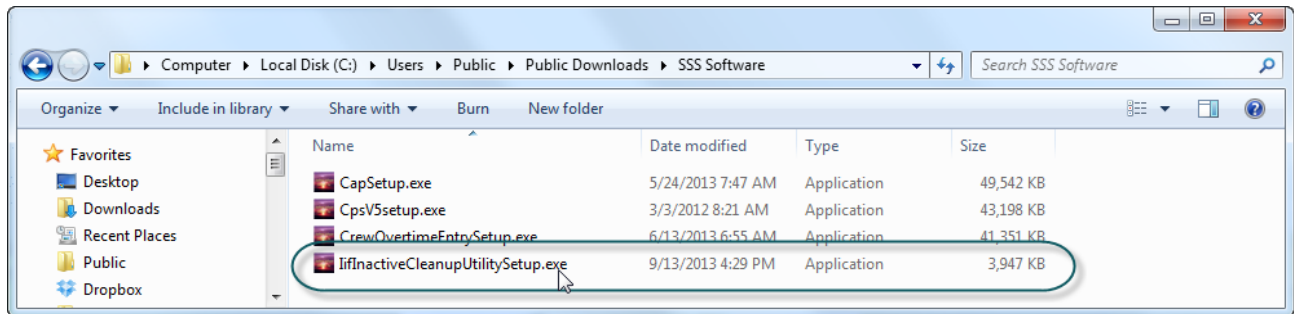 Computer Local Disk (C:) Users Public Public Downloads SSS Software Search SSS Software
Organize Include in library Share with Burn New folder
Favorites
Desktop
Downloads
Recent Places
Public
Dropbox
Name Date modified Type Size
CapSetup.exe 5/24/2013 7:47 AM Application 49,542 KB
CpsV5setup.exe 3/3/2012 8:21 AM Application 43,198 KB
CrewOvertimeEntrySetup.exe 6/13/2013 6:55 AM Application 41,351 KB
IifInactiveCleanupUtilitySetup.exe 9/13/2013 4:29 PM Application 3,947 KB